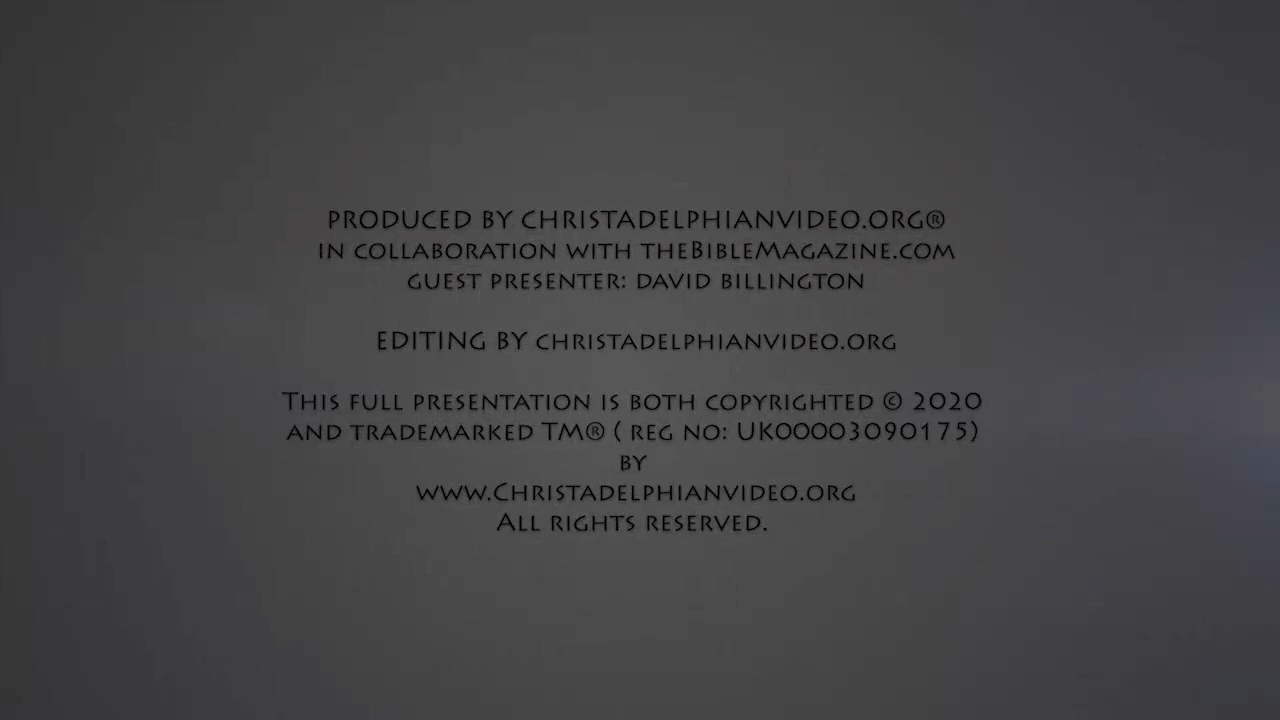 PRODUCED BY CHRISTADELPHIANVIDEO.ORG®
IN COLLABORATION WITH THEBIBLEMAGAZINE.COM
GUEST PRESENTER: DAVID BILLINGTON
EDITING BY CHRISTADELPHIANVIDEO.ORG
THIS FULL PRESENTATION IS BOTH COPYRIGHTED © 2020
AND TRADEMARKED TM® ( REG NO: UK00003090175)
BY
WWW.CHRISTADELPHIANVIDEO.ORG
ALL RIGHTS RESERVED.